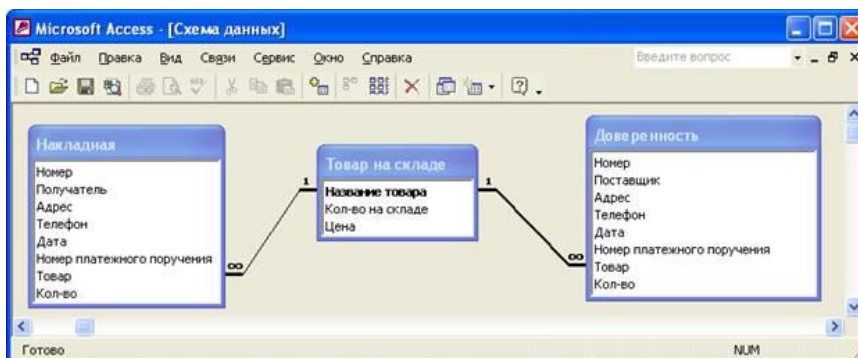 Microsoft Access - [Схема данных]
Файл Правка Вид Связи Сервис Окно Справка Введите вопрос
Накладная
Номер
Получатель
Адрес
Телефон
Дата
Номер платежного поручения
Товар
Кол-во
1
∞
Товар на складе
Название товара
Кол-во на складе
Цена
1
∞
Доверенность
Номер
Поставщик
Адрес
Телефон
Дата
Номер платежного поручения
Товар
Кол-во
Готово NUM